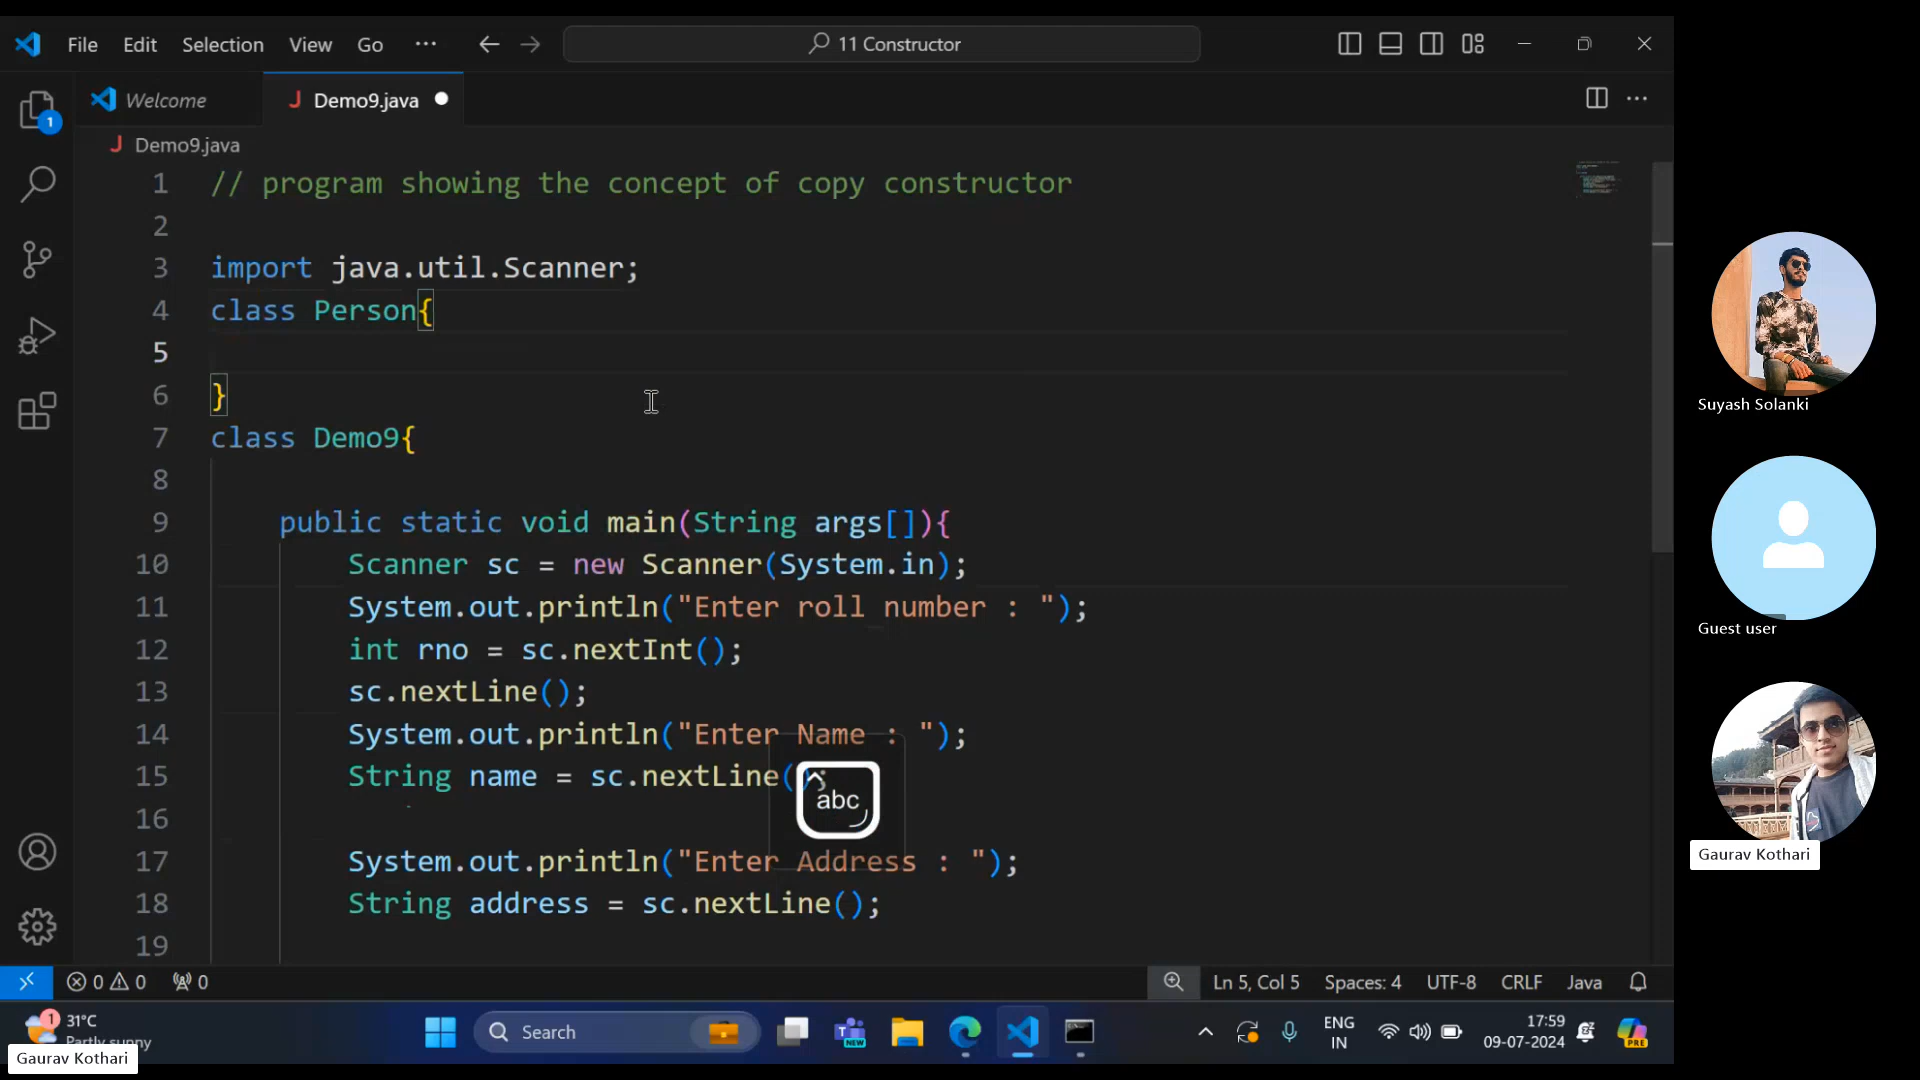 File Edit Selection View Go ··· 11 Constructor
Welcome Demo9.java
Demo9.java
1 // program showing the concept of copy constructor
2
3 import java.util.Scanner;
4 class Person{
5
6 }
7 class Demo9{
8
9 public static void main(String args[]){
10 Scanner sc = new Scanner(System.in);
11 System.out.println("Enter roll number : ");
12 int rno = sc.nextInt();
13 sc.nextLine();
14 System.out.println("Enter Name : ");
15 String name = sc.nextLine();
16
17 System.out.println("Enter Address : ");
18 String address = sc.nextLine();
19
1
abc
Suyash Solanki
Guest user
Gaurav Kothari
0 0 0 Ln 5, Col 5 Spaces: 4 UTF-8 CRLF Java
1 31°C
Partly sunny
Search
NEW
ENG
IN
17:59
09-07-2024
PRE
Gaurav Kothari